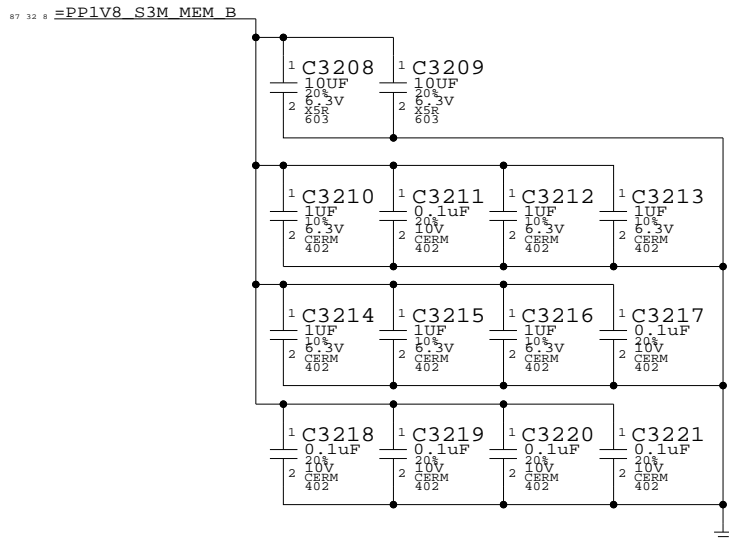 87 32 8 =PP1V8_S3M_MEM_B
1 C3208 1 C3209
10UF 10UF
20% 20%
6.3V 6.3V
2 X5R 2 X5R
603 603
1 C3210 1 C3211 1 C3212 1 C3213
1UF 0.1uF 1UF 1UF
10% 20% 10% 10%
6.3V 10V 6.3V 6.3V
2 CERM 2 CERM 2 CERM 2 CERM
402 402 402 402
1 C3214 1 C3215 1 C3216 1 C3217
1UF 1UF 1UF 0.1uF
10% 10% 10% 20%
6.3V 6.3V 6.3V 10V
2 CERM 2 CERM 2 CERM 2 CERM
402 402 402 402
1 C3218 1 C3219 1 C3220 1 C3221
0.1uF 0.1uF 0.1uF 0.1uF
20% 20% 20% 20%
10V 10V 10V 10V
2 CERM 2 CERM 2 CERM 2 CERM
402 402 402 402